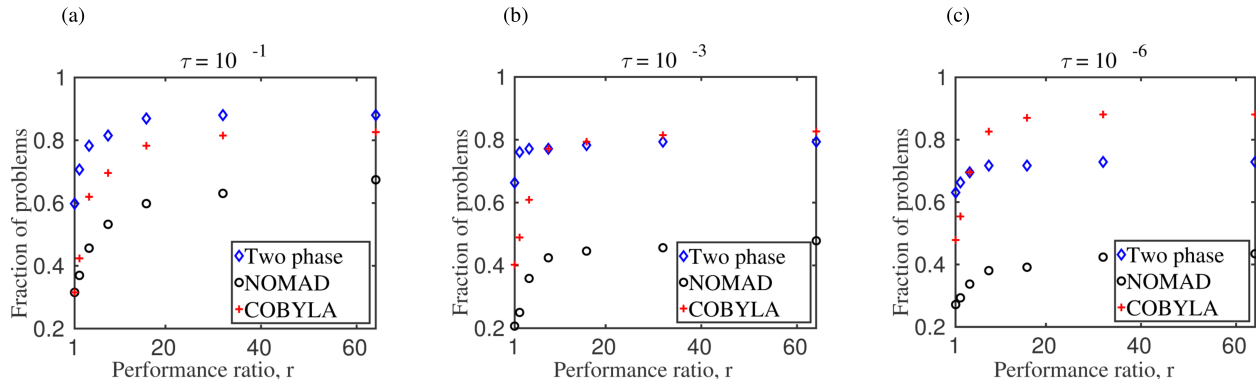 (a)
τ = 10 -1
1
0.8
0.6
0.4
0.2
Fraction of problems
Two phase
NOMAD
COBYLA
1 20 40 60
Performance ratio, r
(b)
τ = 10 -3
1
0.8
0.6
0.4
0.2
Fraction of problems
Two phase
NOMAD
COBYLA
1 20 40 60
Performance ratio, r
(c)
τ = 10 -6
1
0.8
0.6
0.4
0.2
Fraction of problems
Two phase
NOMAD
COBYLA
1 20 40 60
Performance ratio, r